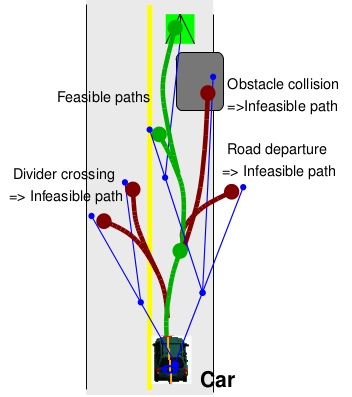 Feasible paths
Obstacle collision
=>Infeasible path
Road departure
=> Infeasible path
Divider crossing
=> Infeasible path
Car